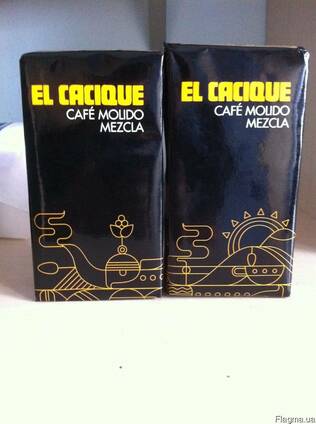 EL CACIQUE
CAFÉ MOLIDO
MEZCLA
EL CACIQUE
CAFÉ MOLIDO
MEZCLA
Flagma.ua